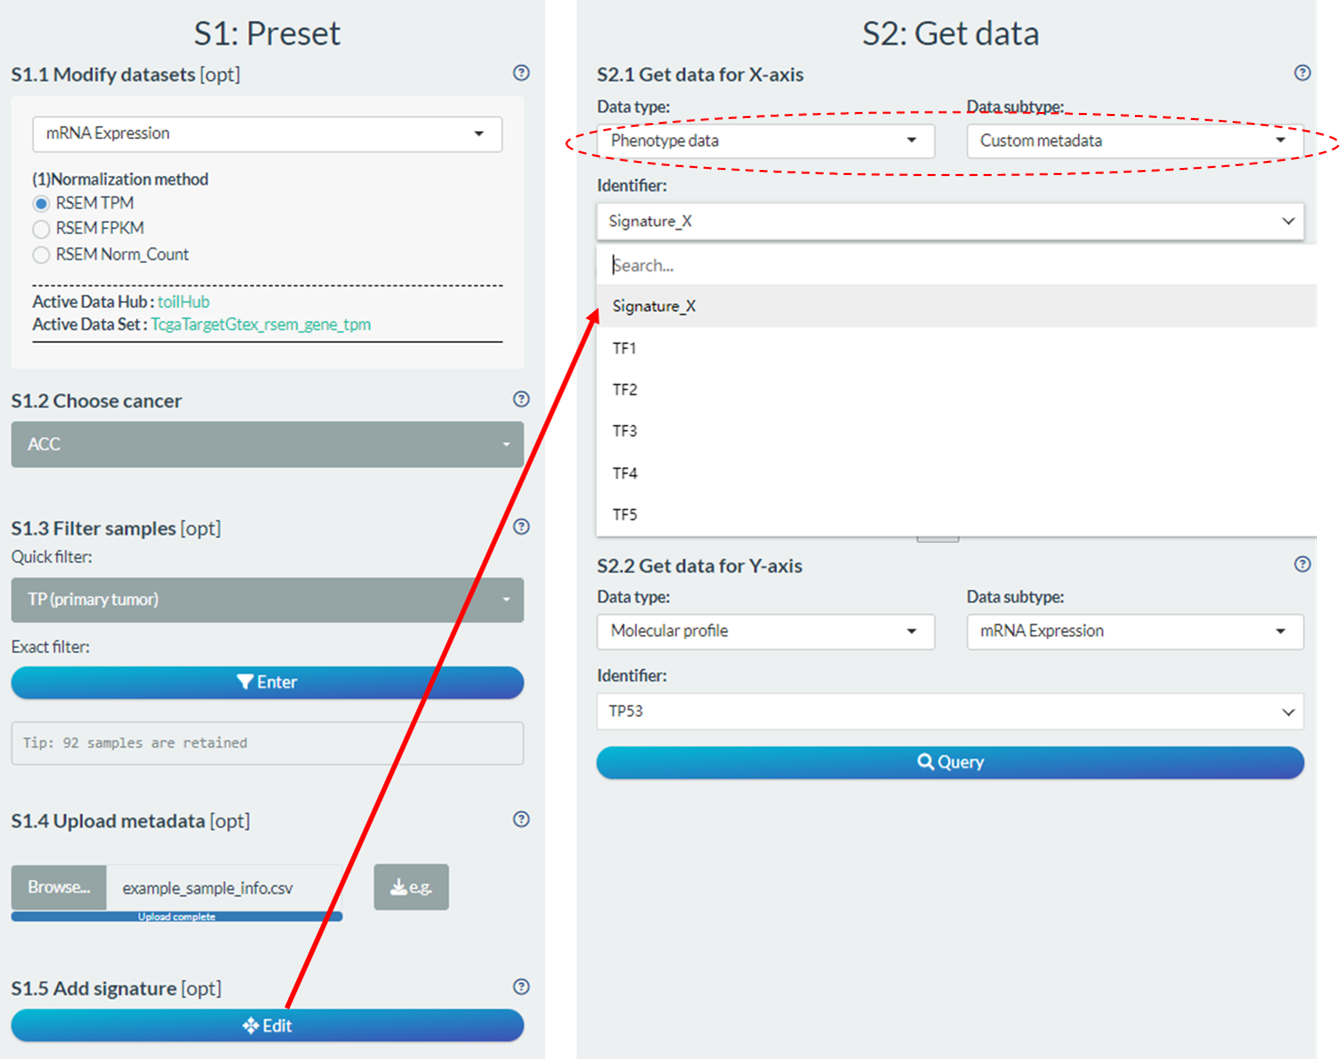 S1: Preset
S1.1 Modify datasets [opt]
mRNA Expression
(1)Normalization method
RSEM TPM
RSEM FPKM
RSEM Norm_Count
Active Data Hub : toilHub
Active Data Set : TcgaTargetGtex_rsem_gene_tpm
S1.2 Choose cancer
ACC
S1.3 Filter samples [opt]
Quick filter:
TP (primary tumor)
Exact filter:
Enter
Tip: 92 samples are retained
S1.4 Upload metadata [opt]
Browse... example_sample_info.csv e.g.
Upload complete
S1.5 Add signature [opt]
Edit
S2: Get data
S2.1 Get data for X-axis
Data type: Data subtype:
Phenotype data Custom metadata
Identifier:
Signature_X
Search...
Signature_X
TF1
TF2
TF3
TF4
TF5
S2.2 Get data for Y-axis
Data type: Data subtype:
Molecular profile mRNA Expression
Identifier:
TP53
Query